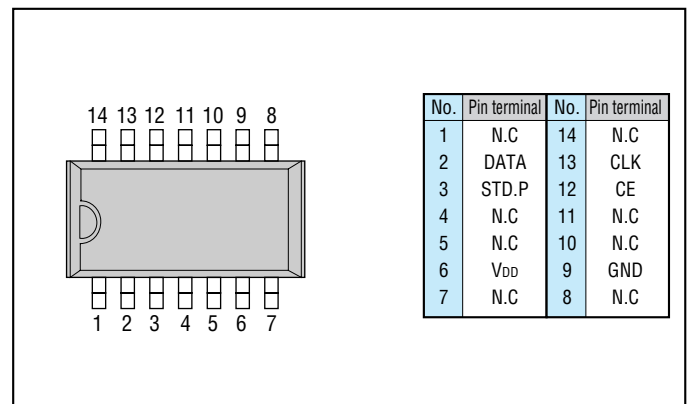 14 13 12 11 10 9 8
1 2 3 4 5 6 7
No. Pin terminal No. Pin terminal
1 N.C 14 N.C
2 DATA 13 CLK
3 STD.P 12 CE
4 N.C 11 N.C
5 N.C 10 N.C
6 VDD 9 GND
7 N.C 8 N.C